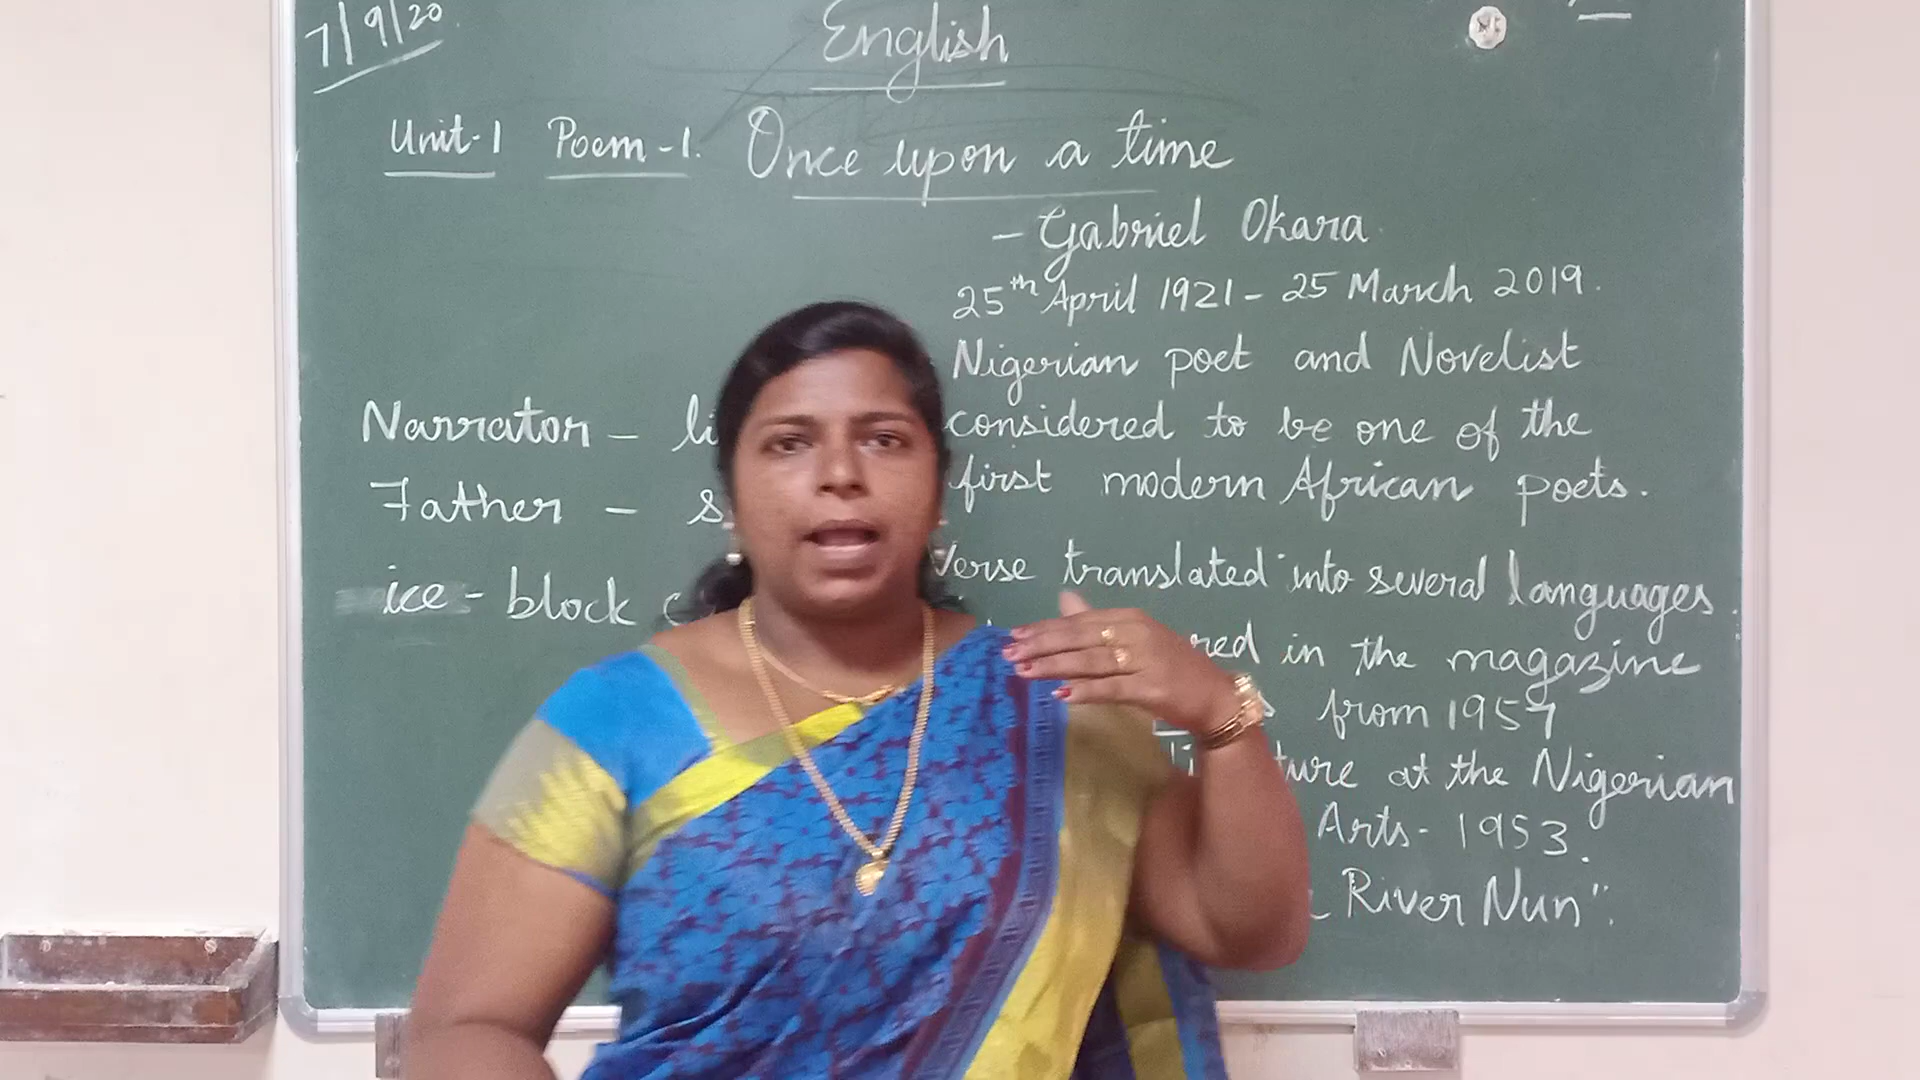 7/9/20
English
Unit-1 Poem-1. Once upon a time
- Gabriel Okara
25th April 1921 - 25 March 2019.
Nigerian poet and Novelist
considered to be one of the
first modern African poets.
Verse translated into several languages.
in the magazine
from 1957
at the Nigerian
Arts - 1953.
River Nun".
Narrator -
Father -
ice - block